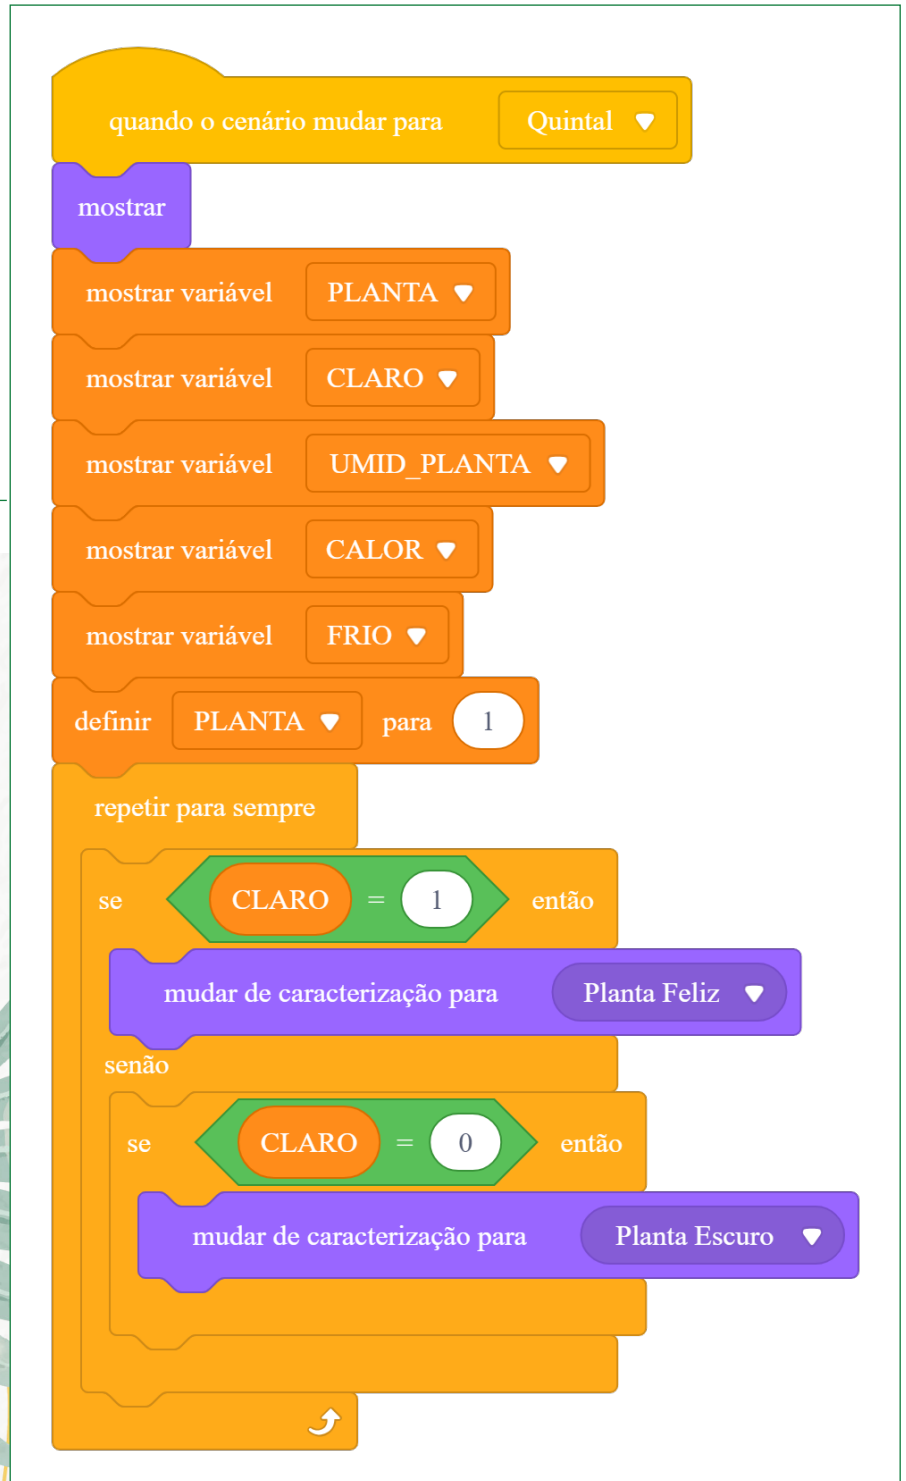 quando o cenário mudar para Quintal
mostrar
mostrar variável PLANTA
mostrar variável CLARO
mostrar variável UMID_PLANTA
mostrar variável CALOR
mostrar variável FRIO
definir PLANTA para 1
repetir para sempre
se CLARO = 1 então
mudar de caracterização para Planta Feliz
senão
se CLARO = 0 então
mudar de caracterização para Planta Escuro